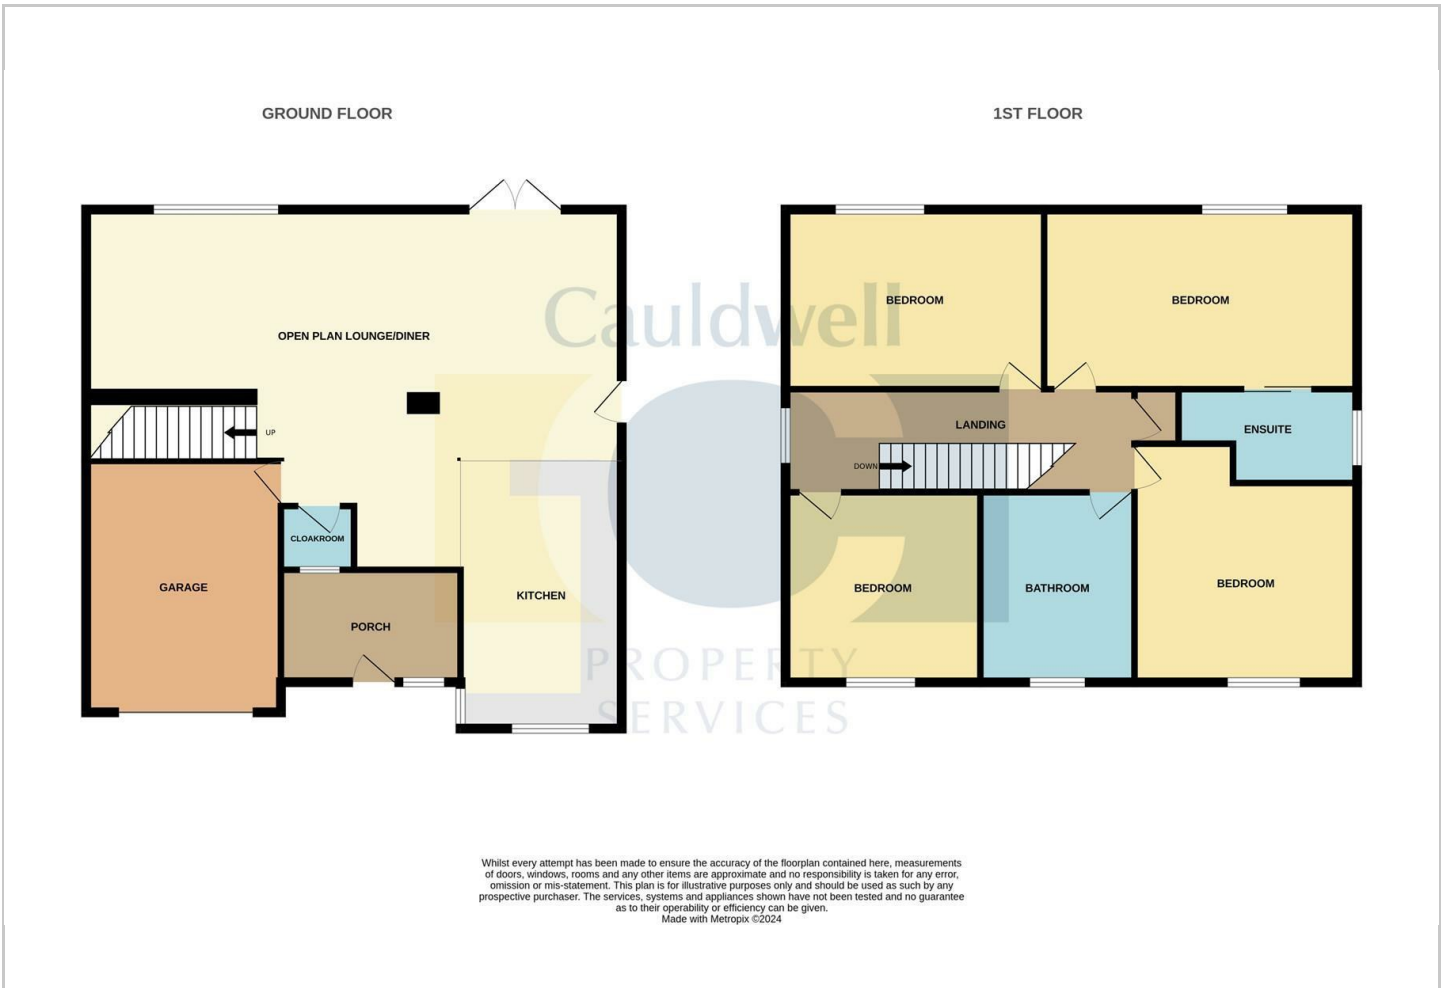 GROUND FLOOR
1ST FLOOR
OPEN PLAN LOUNGE/DINER
UP
CLOAKROOM
GARAGE
PORCH
KITCHEN
BEDROOM
BEDROOM
LANDING
ENSUITE
DOWN
BEDROOM
BATHROOM
BEDROOM
Cauldwell
PROPERTY
SERVICES
Whilst every attempt has been made to ensure the accuracy of the floorplan contained here, measurements
of doors, windows, rooms and any other items are approximate and no responsibility is taken for any error,
omission or mis-statement. This plan is for illustrative purposes only and should be used as such by any
prospective purchaser. The services, systems and appliances shown have not been tested and no guarantee
as to their operability or efficiency can be given.
Made with Metropix ©2024